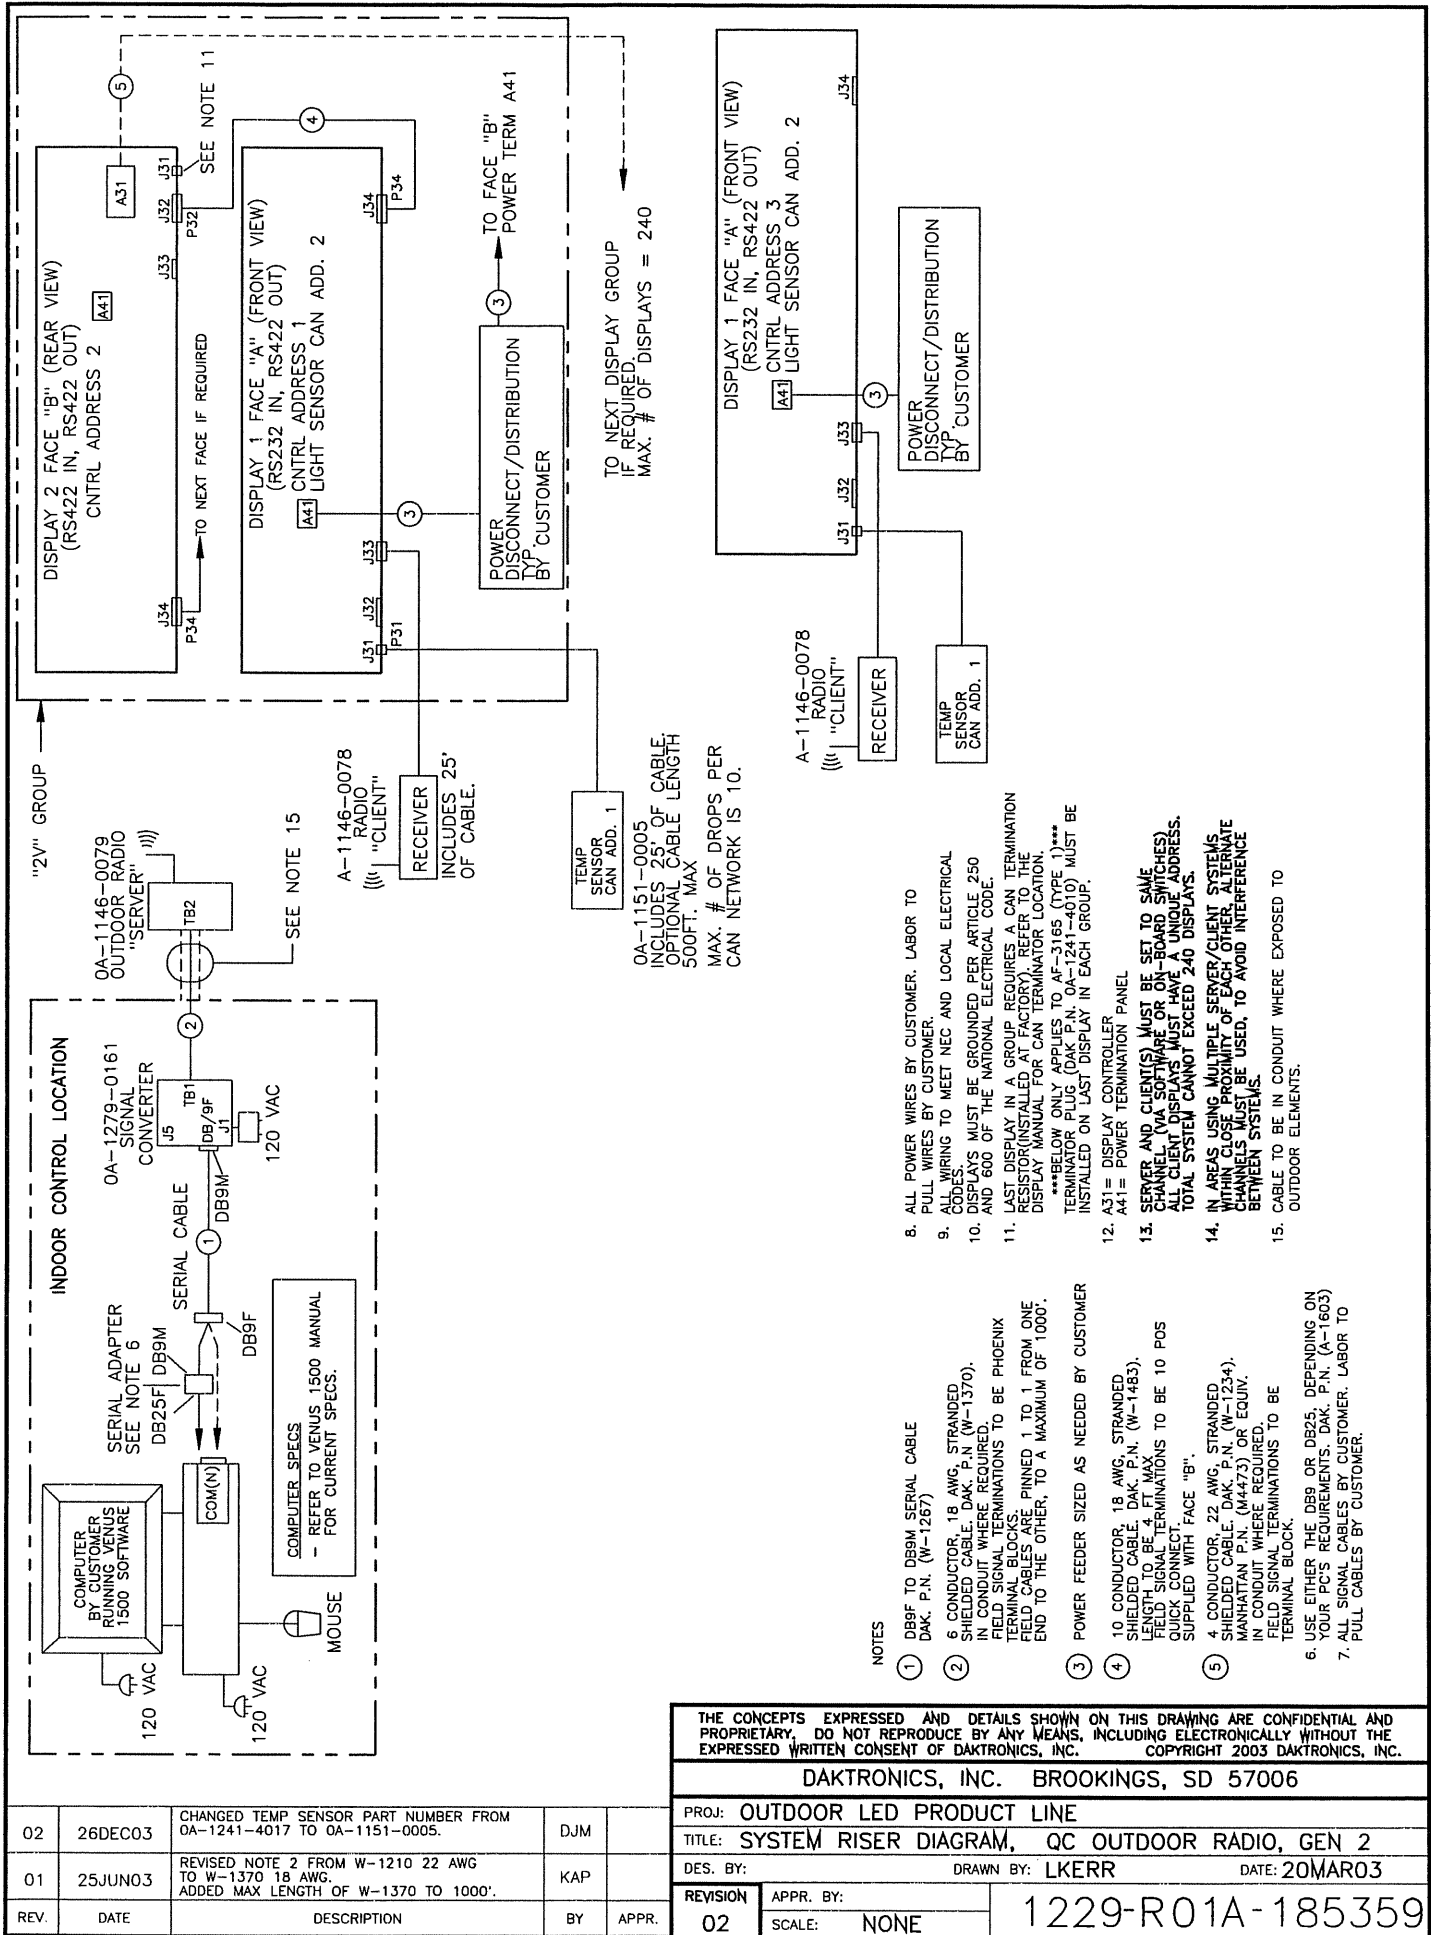 INDOOR CONTROL LOCATION
COMPUTER
BY CUSTOMER
RUNNING VENUS
1500 SOFTWARE
120 VAC
120 VAC
MOUSE
COM(N)
SERIAL ADAPTER
SEE NOTE 6
DB25F
DB9M
DB9F
SERIAL CABLE
1
DB9M
COMPUTER SPECS
- REFER TO VENUS 1500 MANUAL
FOR CURRENT SPECS.
0A-1279-0161
SIGNAL
CONVERTER
J5
TB1
DB/9F
J1
120 VAC
2
0A-1146-0079
OUTDOOR RADIO
"SERVER"
TB2
SEE NOTE 15
"2V" GROUP
DISPLAY 2 FACE "B" (REAR VIEW)
(RS422 IN, RS422 OUT)
CNTRL ADDRESS 2
A41
A31
J34
P34
J33
J32
P32
J31
SEE NOTE 11
5
TO NEXT FACE IF REQUIRED
4
DISPLAY 1 FACE "A" (FRONT VIEW)
(RS232 IN, RS422 OUT)
CNTRL ADDRESS 1
LIGHT SENSOR CAN ADD. 2
A41
J31
P31
J32
J33
J34
P34
3
POWER
DISCONNECT/DISTRIBUTION
TYP.
BY CUSTOMER
3
TO FACE "B"
POWER TERM A41
TO NEXT DISPLAY GROUP
IF REQUIRED.
MAX. # OF DISPLAYS = 240
A-1146-0078
RADIO
"CLIENT"
RECEIVER
INCLUDES 25'
OF CABLE.
TEMP
SENSOR
CAN ADD. 1
0A-1151-0005
INCLUDES 25' OF CABLE.
OPTIONAL CABLE LENGTH
500FT. MAX
MAX. # OF DROPS PER
CAN NETWORK IS 10.
DISPLAY 1 FACE "A" (FRONT VIEW)
(RS232 IN, RS422 OUT)
CNTRL ADDRESS 3
LIGHT SENSOR CAN ADD. 2
A41
J31
J32
J33
J34
3
POWER
DISCONNECT/DISTRIBUTION
TYP.
BY CUSTOMER
A-1146-0078
RADIO
"CLIENT"
RECEIVER
TEMP
SENSOR
CAN ADD. 1
NOTES
1 DB9F TO DB9M SERIAL CABLE
DAK. P.N. (W-1267)
2 6 CONDUCTOR, 18 AWG, STRANDED
SHIELDED CABLE. DAK. P.N (W-1370).
IN CONDUIT WHERE REQUIRED.
FIELD SIGNAL TERMINATIONS TO BE PHOENIX
TERMINAL BLOCKS.
FIELD CABLES ARE PINNED 1 TO 1 FROM ONE
END TO THE OTHER, TO A MAXIMUM OF 1000'.
3 POWER FEEDER SIZED AS NEEDED BY CUSTOMER
4 10 CONDUCTOR, 18 AWG, STRANDED
SHIELDED CABLE. DAK. P.N. (W-1483).
LENGTH TO BE 4 FT MAX
FIELD SIGNAL TERMINATIONS TO BE 10 POS
QUICK CONNECT.
SUPPLIED WITH FACE "B".
5 4 CONDUCTOR, 22 AWG, STRANDED
SHIELDED CABLE. DAK. P.N. (W-1234).
MANHATTAN P.N. (M4473) OR EQUIV.
IN CONDUIT WHERE REQUIRED.
FIELD SIGNAL TERMINATIONS TO BE
TERMINAL BLOCK.
6. USE EITHER THE DB9 OR DB25, DEPENDING ON
YOUR PC'S REQUIREMENTS. DAK. P.N. (A-1603)
7. ALL SIGNAL CABLES BY CUSTOMER. LABOR TO
PULL CABLES BY CUSTOMER.
8. ALL POWER WIRES BY CUSTOMER. LABOR TO
PULL WIRES BY CUSTOMER.
9. ALL WIRING TO MEET NEC AND LOCAL ELECTRICAL
CODES.
10. DISPLAYS MUST BE GROUNDED PER ARTICLE 250
AND 600 OF THE NATIONAL ELECTRICAL CODE.
11. LAST DISPLAY IN A GROUP REQUIRES A CAN TERMINATION
RESISTOR(INSTALLED AT FACTORY). REFER TO THE
DISPLAY MANUAL FOR CAN TERMINATOR LOCATION.
***BELOW ONLY APPLIES TO AF-3165 (TYPE 1)***
TERMINATOR PLUG (DAK P.N. 0A-1241-4010) MUST BE
INSTALLED ON LAST DISPLAY IN EACH GROUP.
12. A31= DISPLAY CONTROLLER
A41= POWER TERMINATION PANEL
13. SERVER AND CLIENT(S) MUST BE SET TO SAME
CHANNEL. (VIA SOFTWARE OR ON-BOARD SWITCHES)
ALL CLIENT DISPLAYS MUST HAVE A UNIQUE ADDRESS.
TOTAL SYSTEM CANNOT EXCEED 240 DISPLAYS.
14. IN AREAS USING MULTIPLE SERVER/CLIENT SYSTEMS
WITHIN CLOSE PROXIMITY OF EACH OTHER, ALTERNATE
CHANNELS MUST BE USED, TO AVOID INTERFERENCE
BETWEEN SYSTEMS.
15. CABLE TO BE IN CONDUIT WHERE EXPOSED TO
OUTDOOR ELEMENTS.
THE CONCEPTS EXPRESSED AND DETAILS SHOWN ON THIS DRAWING ARE CONFIDENTIAL AND
PROPRIETARY. DO NOT REPRODUCE BY ANY MEANS, INCLUDING ELECTRONICALLY WITHOUT THE
EXPRESSED WRITTEN CONSENT OF DAKTRONICS, INC. COPYRIGHT 2003 DAKTRONICS, INC.
DAKTRONICS, INC. BROOKINGS, SD 57006
PROJ: OUTDOOR LED PRODUCT LINE
TITLE: SYSTEM RISER DIAGRAM, QC OUTDOOR RADIO, GEN 2
DES. BY: DRAWN BY: LKERR DATE: 20MAR03
REVISION
02
APPR. BY:
SCALE: NONE
1229-R01A-185359
02 26DEC03 CHANGED TEMP SENSOR PART NUMBER FROM
0A-1241-4017 TO 0A-1151-0005. DJM
01 25JUN03 REVISED NOTE 2 FROM W-1210 22 AWG
TO W-1370 18 AWG.
ADDED MAX LENGTH OF W-1370 TO 1000'. KAP
REV. DATE DESCRIPTION BY APPR.